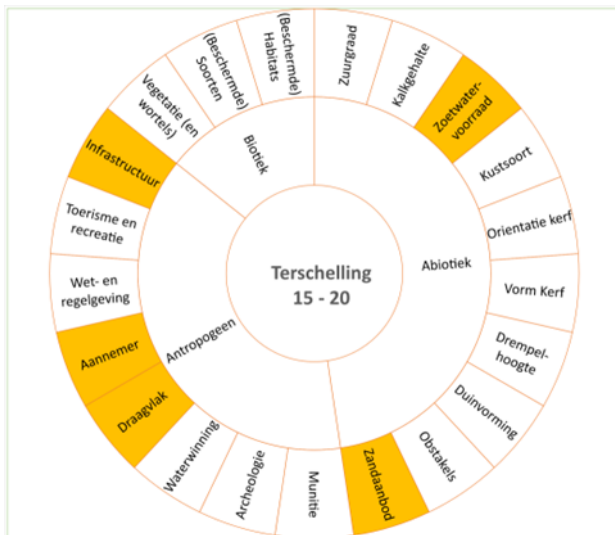 Terschelling
15 - 20
Abiotiek
Antropogeen
Biotiek
Zuurgraad
Kalkgehalte
Zoetwater-
voorraad
Kustsoort
Orientatie kerf
Vorm Kerf
Drempel-
hoogte
Duinvorming
Obstakels
Zandaanbod
Munitie
Archeologie
Waterwinning
Draagvlak
Aannemer
Wet- en
regelgeving
Toerisme en
recreatie
Infrastructuur
Vegetatie (en
wortels)
(Beschermde)
Soorten
(Beschermde)
Habitats